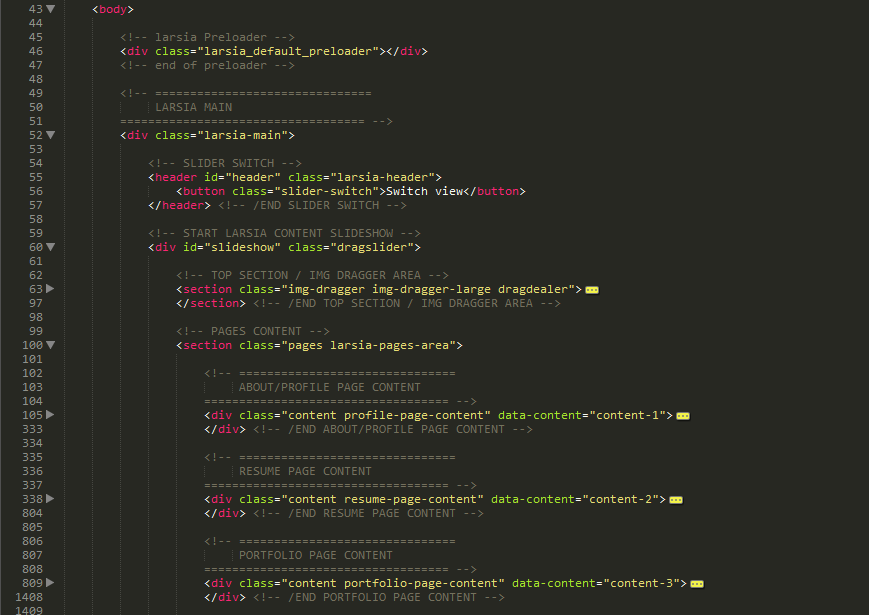 43 <body>
44
45 <!-- larsia Preloader -->
46 <div class="larsia_default_preloader"></div>
47 <!-- end of preloader -->
48
49 <!-- ===============================
50 LARSIA MAIN
51 =================================== -->
52 <div class="larsia-main">
53
54 <!-- SLIDER SWITCH -->
55 <header id="header" class="larsia-header">
56 <button class="slider-switch">Switch view</button>
57 </header> <!-- /END SLIDER SWITCH -->
58
59 <!-- START LARSIA CONTENT SLIDESHOW -->
60 <div id="slideshow" class="dragslider">
61
62 <!-- TOP SECTION / IMG DRAGGER AREA -->
63 <section class="img-dragger img-dragger-large dragdealer">
97 </section> <!-- /END TOP SECTION / IMG DRAGGER AREA -->
98
99 <!-- PAGES CONTENT -->
100 <section class="pages larsia-pages-area">
101
102 <!-- ===============================
103 ABOUT/PROFILE PAGE CONTENT
104 =================================== -->
105 <div class="content profile-page-content" data-content="content-1">
333 </div> <!-- /END ABOUT/PROFILE PAGE CONTENT -->
334
335 <!-- ===============================
336 RESUME PAGE CONTENT
337 =================================== -->
338 <div class="content resume-page-content" data-content="content-2">
804 </div> <!-- /END RESUME PAGE CONTENT -->
805
806 <!-- ===============================
807 PORTFOLIO PAGE CONTENT
808 =================================== -->
809 <div class="content portfolio-page-content" data-content="content-3">
1408 </div> <!-- /END PORTFOLIO PAGE CONTENT -->
1409